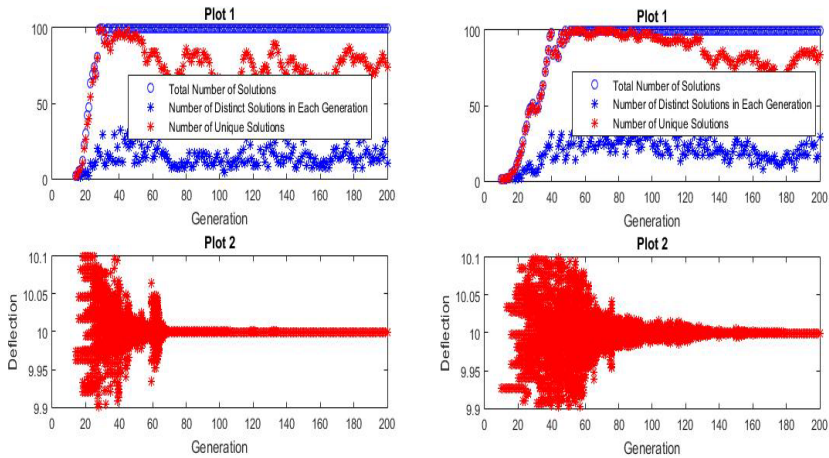 Plot 1
100
50
0
0 20 40 60 80 100 120 140 160 180 200
Generation
Total Number of Solutions
Number of Distinct Solutions in Each Generation
Number of Unique Solutions
Plot 1
100
50
0
0 20 40 60 80 100 120 140 160 180 200
Generation
Total Number of Solutions
Number of Distinct Solutions in Each Generation
Number of Unique Solutions
Plot 2
10.1
10.05
10
9.95
9.9
Deflection
0 20 40 60 80 100 120 140 160 180 200
Generation
Plot 2
10.1
10.05
10
9.95
9.9
Deflection
0 20 40 60 80 100 120 140 160 180 200
Generation